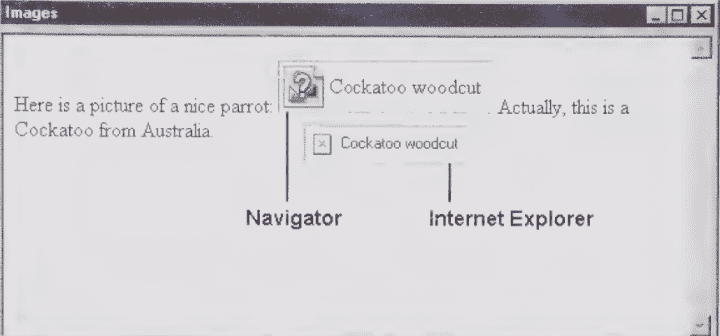 Images
Cockatoo woodcut
Here is a picture of a nice parrot: . Actually, this is a
Cockatoo from Australia.
Cockatoo woodcut
Navigator
Internet Explorer